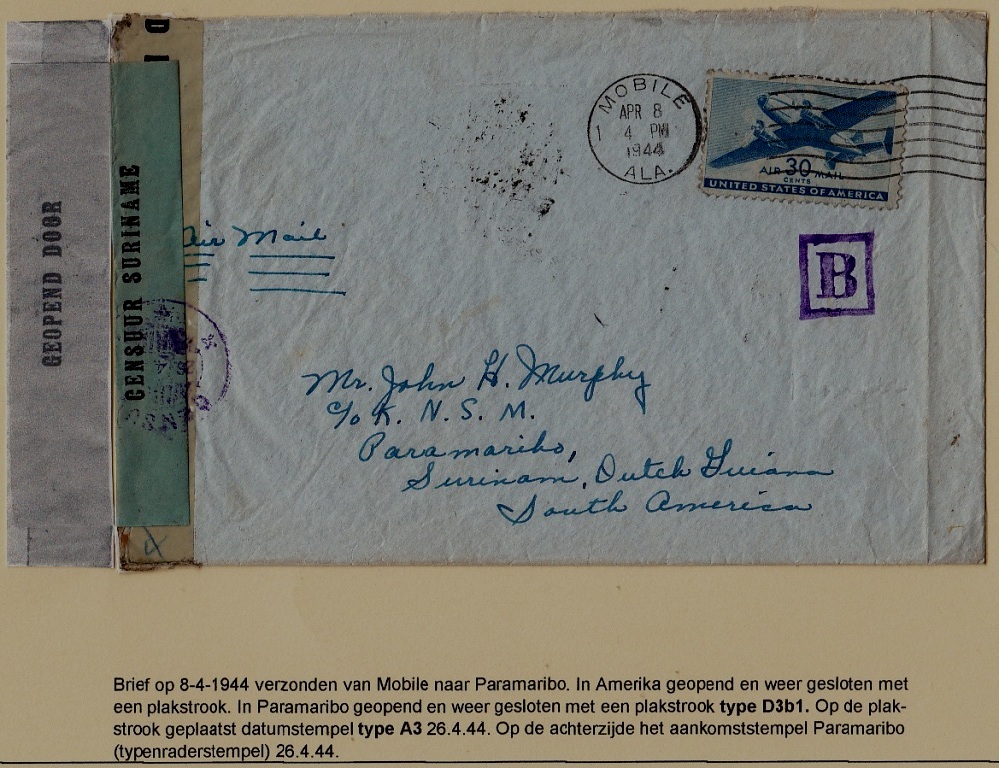 GEOPEND DOOR
CENSUUR SURINAME
D
MOBILE
APR 8
1 4 PM
1944
ALA.
AIR 30 MAIL
CENTS
UNITED STATES OF AMERICA
Air Mail
B
Mr. John H. Murphy
c/o K. N. S. M.
Paramaribo,
Surinam, Dutch Guiana
South America
4
Brief op 8-4-1944 verzonden van Mobile naar Paramaribo. In Amerika geopend en weer gesloten met
een plakstrook. In Paramaribo geopend en weer gesloten met een plakstrook type D3b1. Op de plak-
strook geplaatst datumstempel type A3 26.4.44. Op de achterzijde het aankomststempel Paramaribo
(typenraderstempel) 26.4.44.